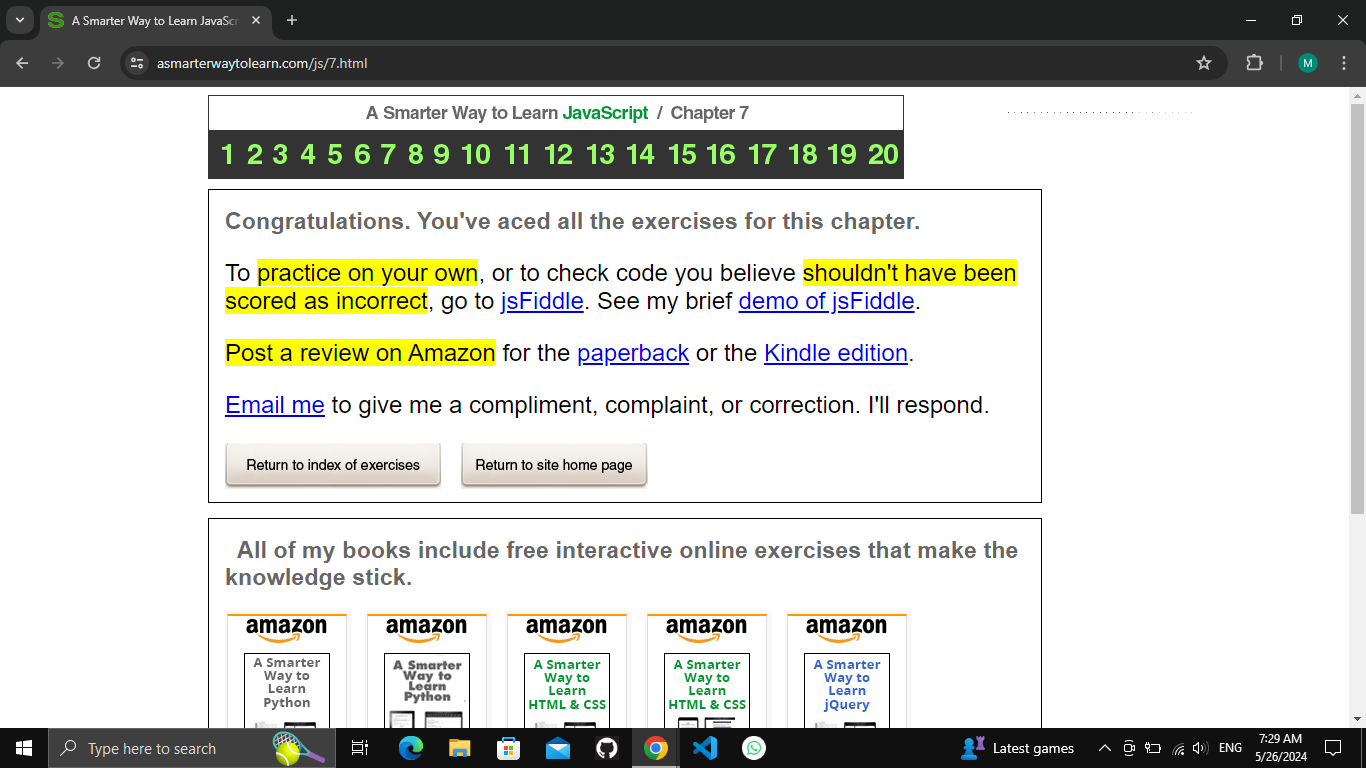 A Smarter Way to Learn JavaScr
asmarterwaytolearn.com/js/7.html
M
A Smarter Way to Learn JavaScript / Chapter 7
1 2 3 4 5 6 7 8 9 10 11 12 13 14 15 16 17 18 19 20
Congratulations. You've aced all the exercises for this chapter.
To practice on your own, or to check code you believe shouldn't have been
scored as incorrect, go to jsFiddle. See my brief demo of jsFiddle.
Post a review on Amazon for the paperback or the Kindle edition.
Email me to give me a compliment, complaint, or correction. I'll respond.
Return to index of exercises Return to site home page
All of my books include free interactive online exercises that make the
knowledge stick.
amazon amazon amazon amazon amazon
A Smarter A Smarter A Smarter A Smarter A Smarter
Way to Way to Way to Way to Way to
Learn Learn Learn Learn Learn
Python Python HTML & CSS HTML & CSS jQuery
Type here to search
Latest games
ENG
7:29 AM
5/26/2024